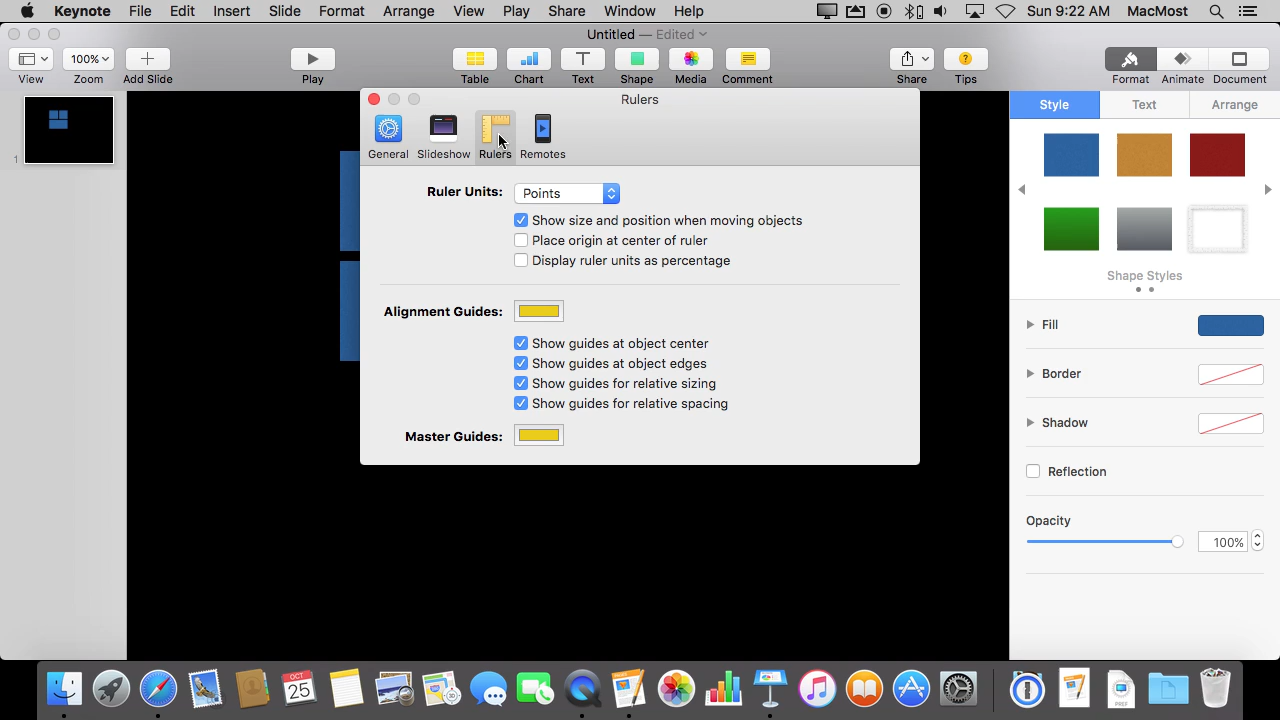 Keynote File Edit Insert Slide Format Arrange View Play Share Window Help Sun 9:22 AM MacMost
Untitled — Edited
100%
View Zoom Add Slide Play Table Chart Text Shape Media Comment Share Tips Format Animate Document
Rulers
General Slideshow Rulers Remotes
Ruler Units: Points
Show size and position when moving objects
Place origin at center of ruler
Display ruler units as percentage
Alignment Guides:
Show guides at object center
Show guides at object edges
Show guides for relative sizing
Show guides for relative spacing
Master Guides:
1
Style Text Arrange
Shape Styles
Fill
Border
Shadow
Reflection
Opacity
100%
OCT
25